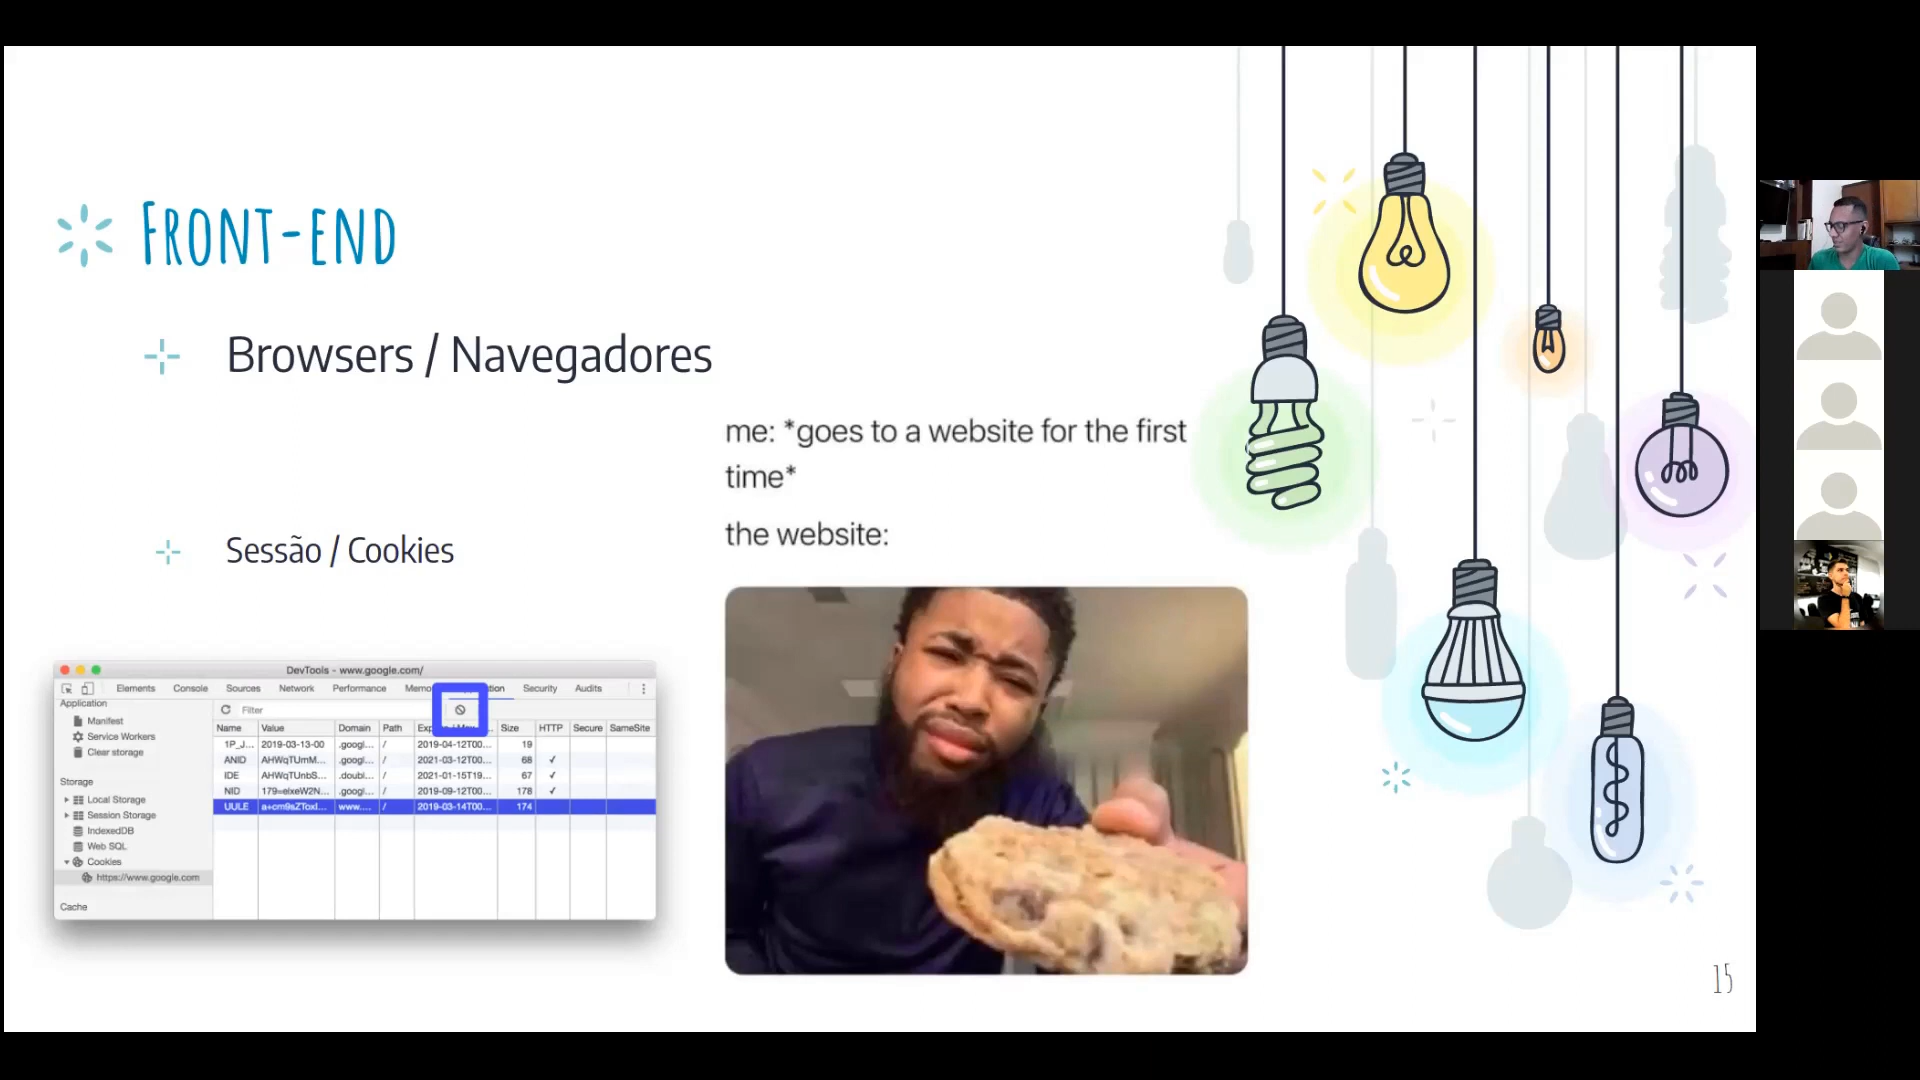 FRONT-END
Browsers / Navegadores
me: *goes to a website for the first
time*
the website:
Sessão / Cookies
DevTools - www.google.com/
Elements Console Sources Network Performance Security Audits
Application
Filter
Manifest
Service Workers
Clear storage
Name Value Domain Path Size HTTP Secure SameSite
1P_J... 2019-03-13-00 .googl... / 2019-04-12T00... 19
ANID AHWqTUmM... .googl... / 2021-03-12T00... 68 ✓
IDE AHWqTUnbS... .doubl... / 2021-01-15T19... 67 ✓
NID 179=elxeW2N... .googl... / 2019-09-12T00... 178 ✓
UULE a+cm9sZToxI... www.... / 2019-03-14T00... 174
Storage
Local Storage
Session Storage
IndexedDB
Web SQL
Cookies
https://www.google.com
Cache
15